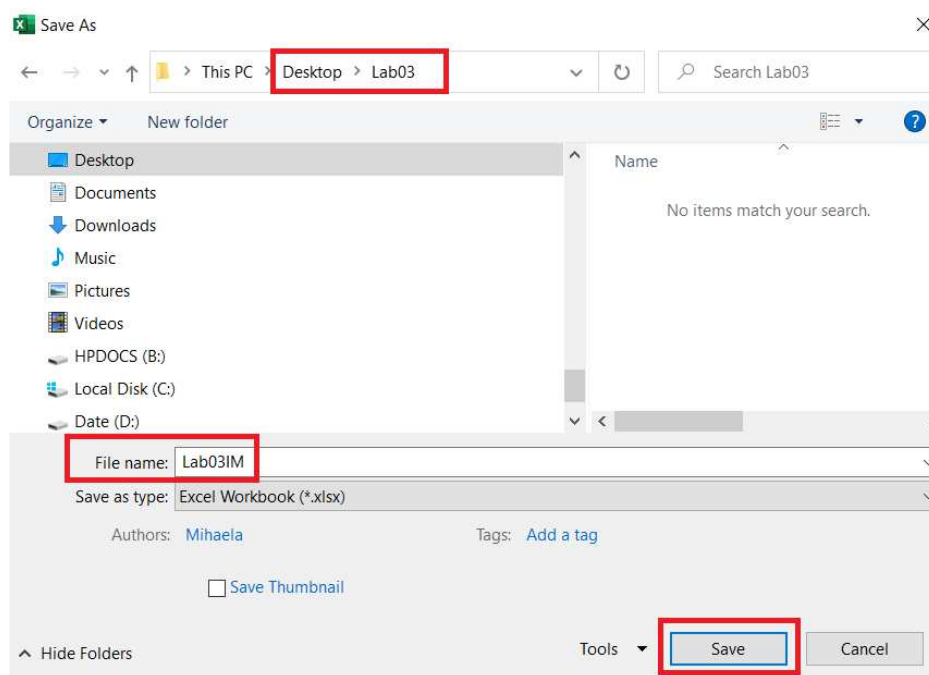 Save As
This PC > Desktop > Lab03
Search Lab03
Organize
New folder
?
Desktop
Name
Documents
No items match your search.
Downloads
Music
Pictures
Videos
HPDOCS (B:)
Local Disk (C:)
Date (D:)
File name: Lab03IM
Save as type: Excel Workbook (*.xlsx)
Authors: Mihaela
Tags: Add a tag
Save Thumbnail
Hide Folders
Tools
Save
Cancel